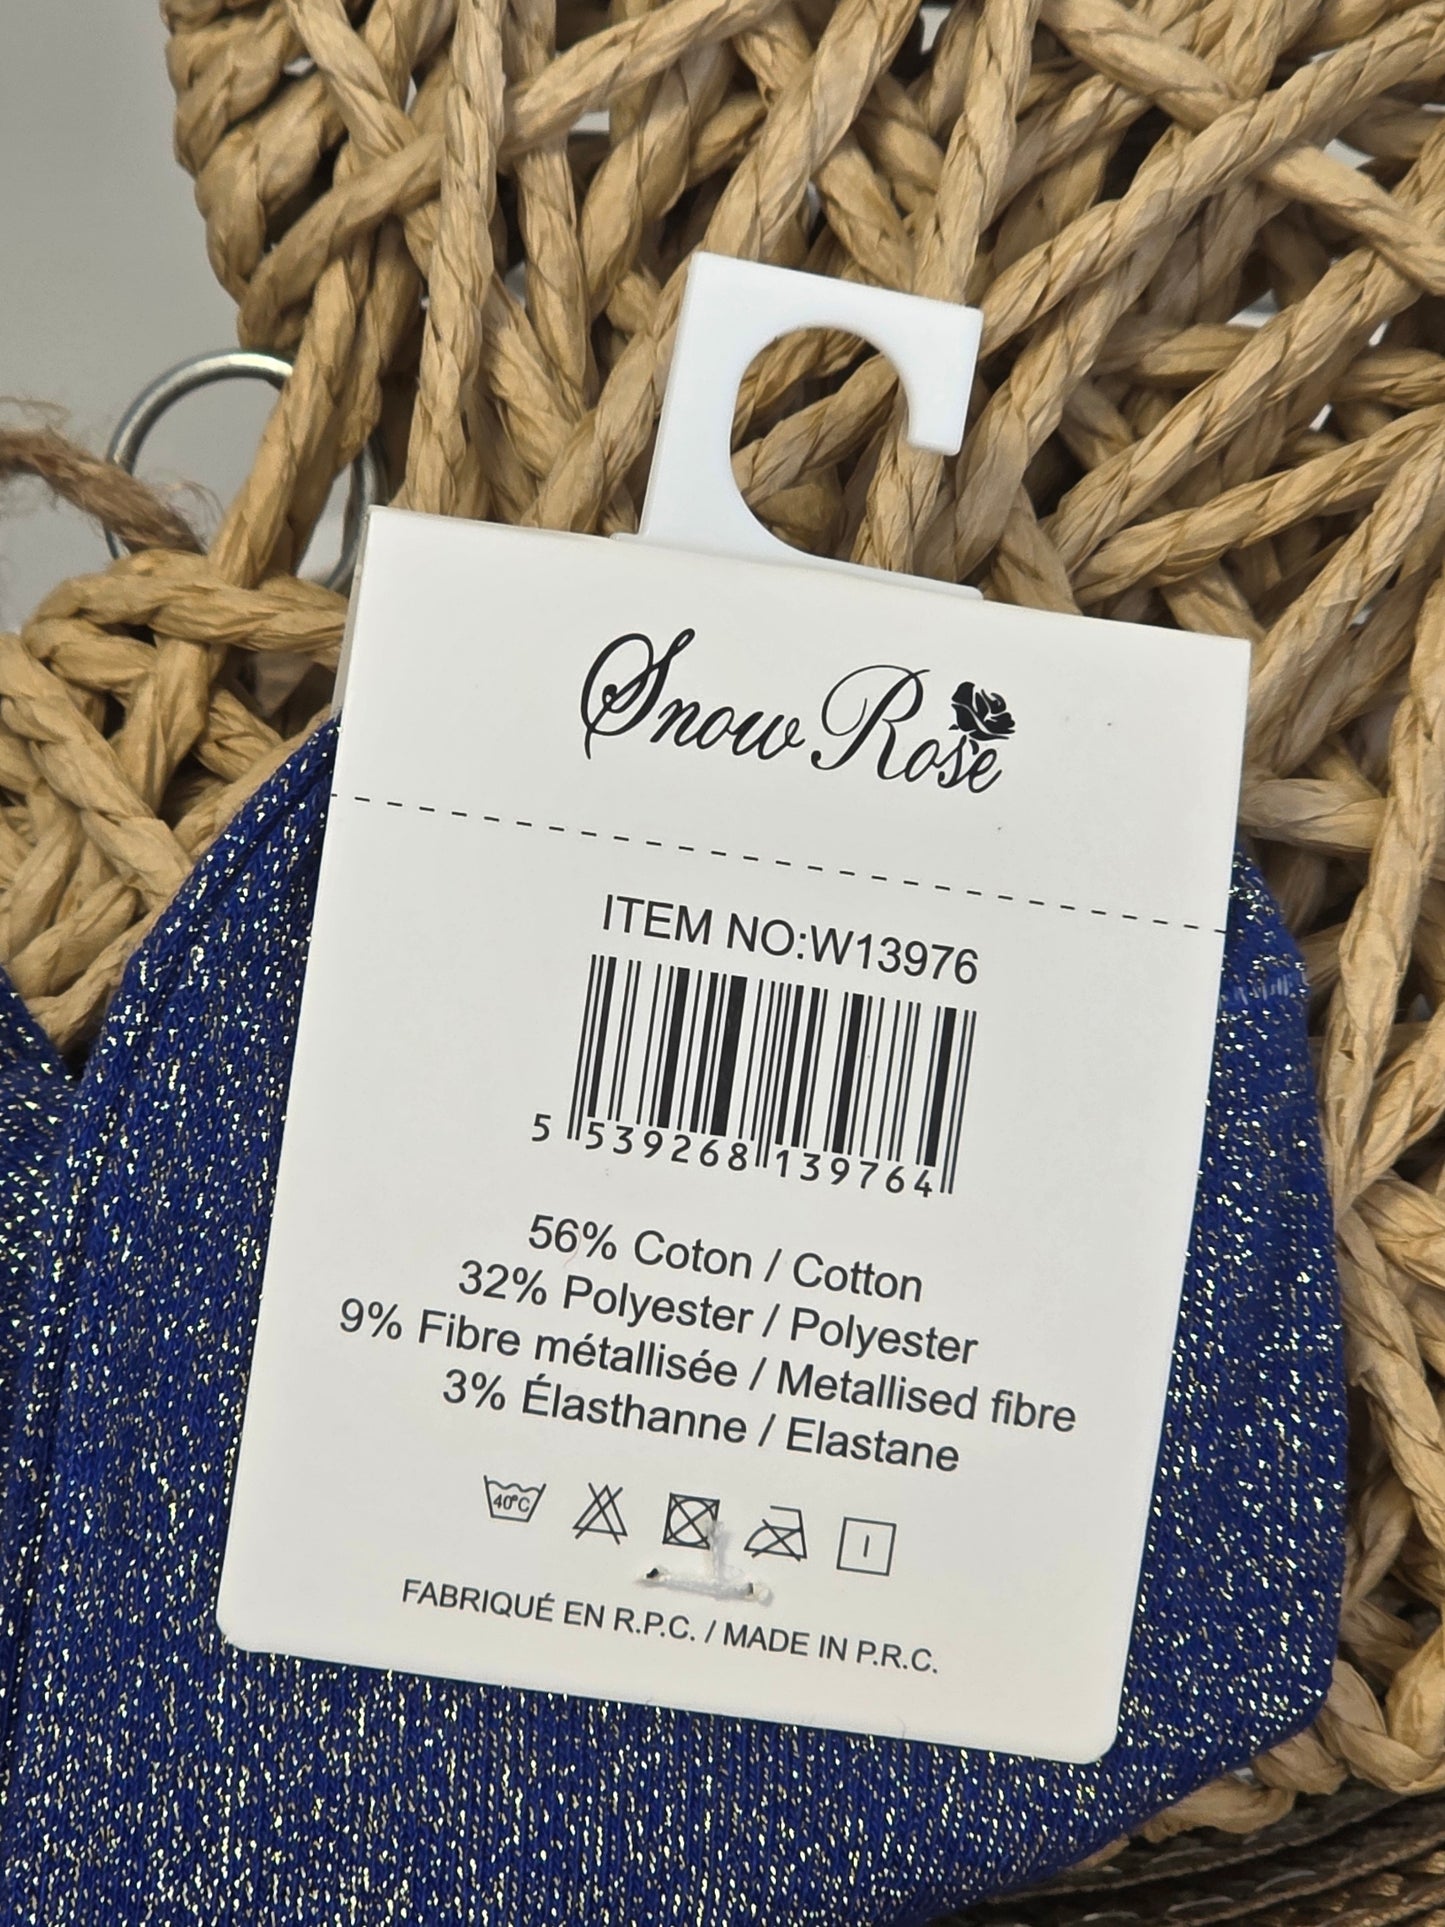 Snow Rose
ITEM NO:W13976
5 539268 139764
56% Coton / Cotton
32% Polyester / Polyester
9% Fibre métallisée / Metallised fibre
3% Élasthanne / Elastane
40°C
FABRIQUÉ EN R.P.C. / MADE IN P.R.C.